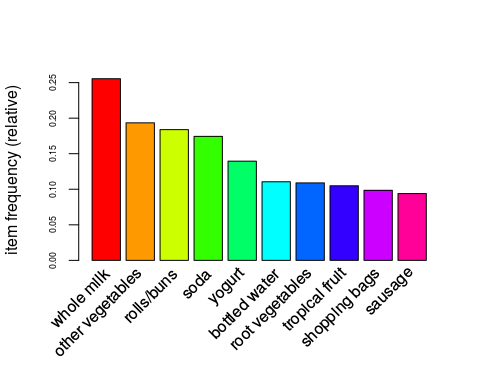 item frequency (relative)
0.25
0.20
0.15
0.10
0.05
0.00
whole milk
other vegetables
rolls/buns
soda
yogurt
bottled water
root vegetables
tropical fruit
shopping bags
sausage